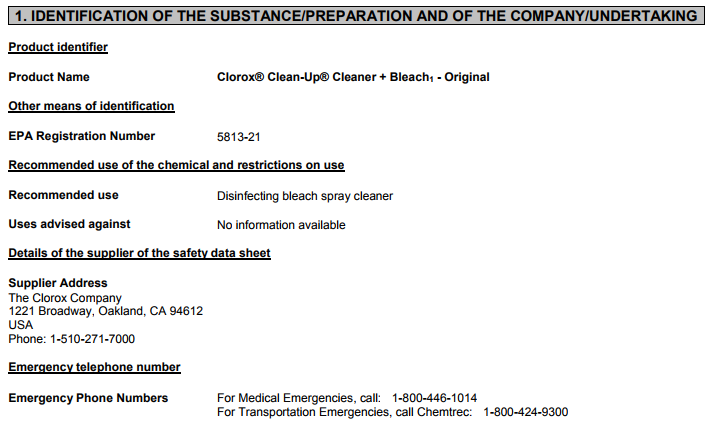 1. IDENTIFICATION OF THE SUBSTANCE/PREPARATION AND OF THE COMPANY/UNDERTAKING
Product identifier
Product Name Clorox® Clean-Up® Cleaner + Bleach₁ - Original
Other means of identification
EPA Registration Number 5813-21
Recommended use of the chemical and restrictions on use
Recommended use Disinfecting bleach spray cleaner
Uses advised against No information available
Details of the supplier of the safety data sheet
Supplier Address
The Clorox Company
1221 Broadway, Oakland, CA 94612
USA
Phone: 1-510-271-7000
Emergency telephone number
Emergency Phone Numbers For Medical Emergencies, call: 1-800-446-1014
For Transportation Emergencies, call Chemtrec: 1-800-424-9300